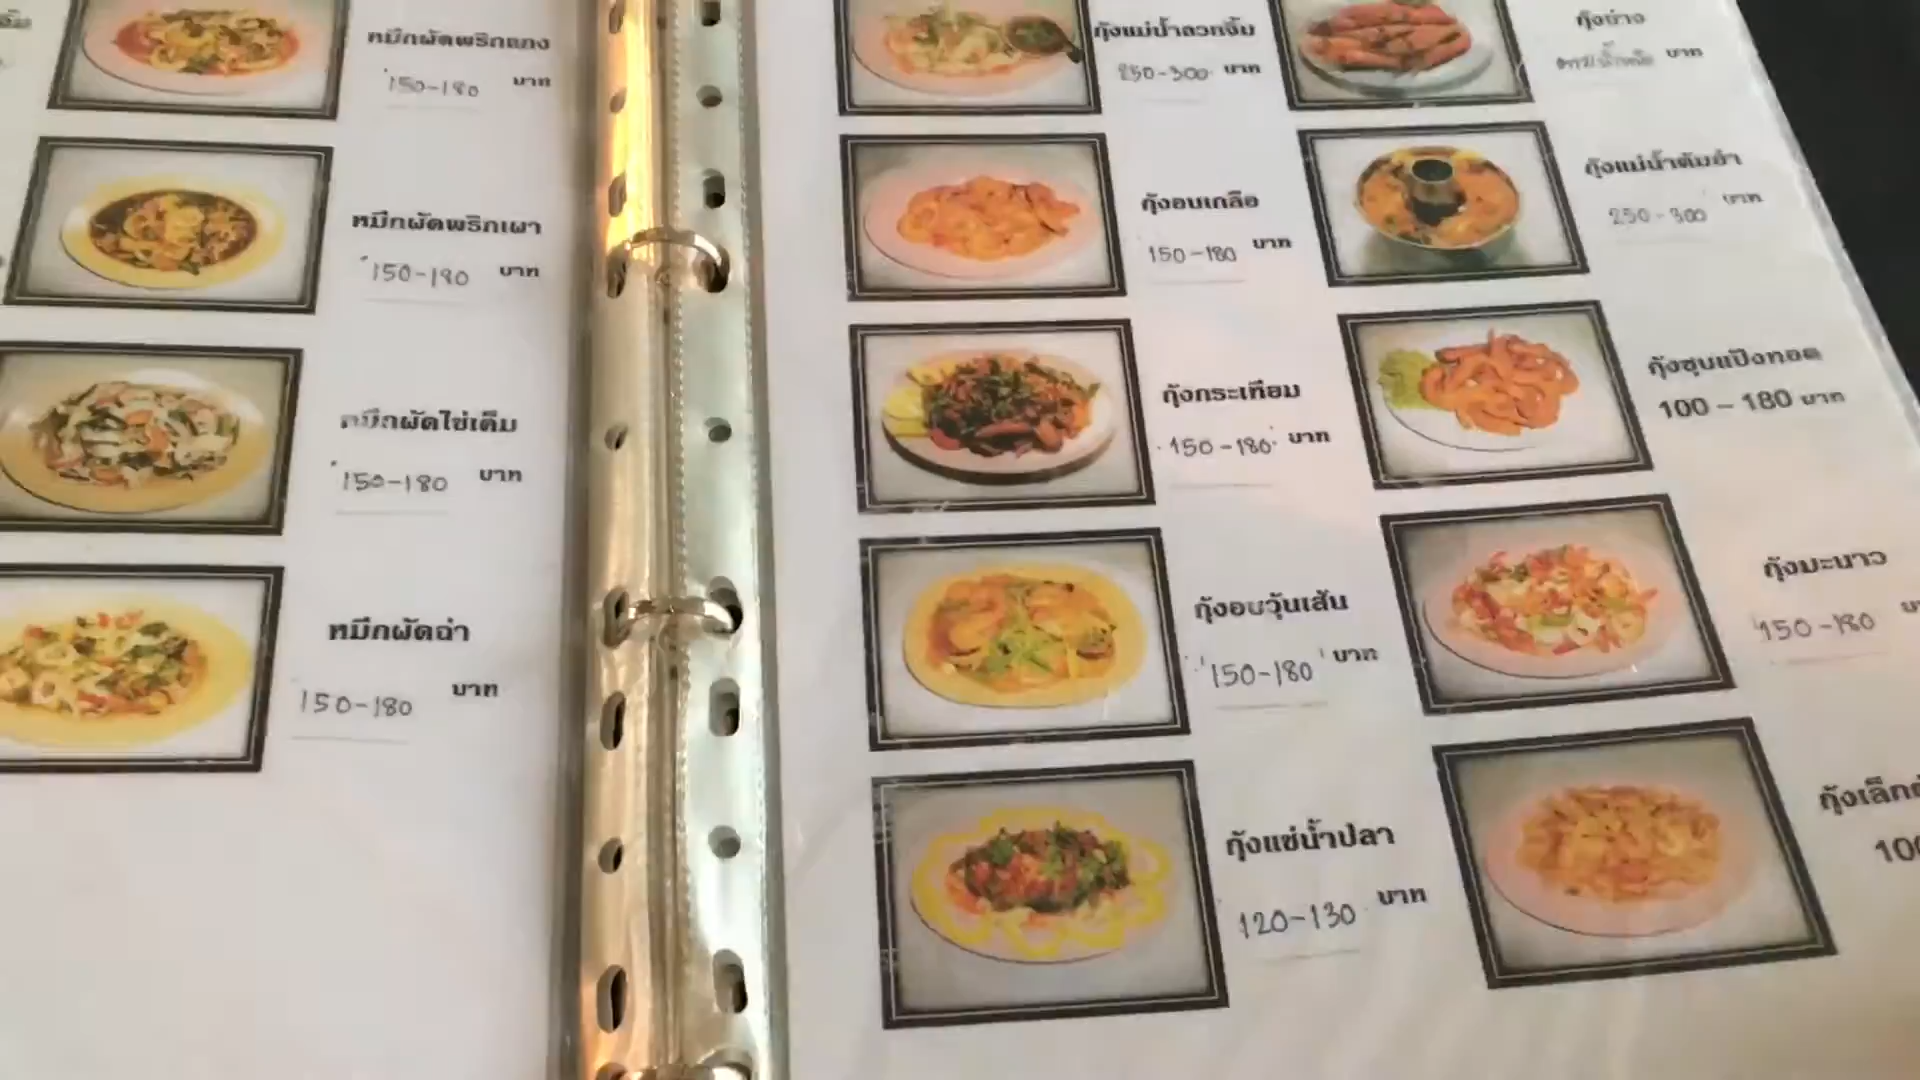 หมึกผัดพริกแกง
150-180 บาท
หมึกผัดพริกเผา
150-180 บาท
หมึกผัดไข่เค็ม
150-180 บาท
หมึกผัดฉ่า
150-180 บาท
กุ้งแม่น้ำลวกจิ้ม
250-300 บาท
กุ้งอบเกลือ
150-180 บาท
กุ้งกระเทียม
150-180 บาท
กุ้งอบวุ้นเส้น
150-180 บาท
กุ้งแช่น้ำปลา
120-130 บาท
กุ้งย่าง
บาท
กุ้งแม่น้ำต้มยำ
250-300 บาท
กุ้งชุบแป้งทอด
100 – 180 บาท
กุ้งมะนาว
150-180
กุ้งเล็ก
100